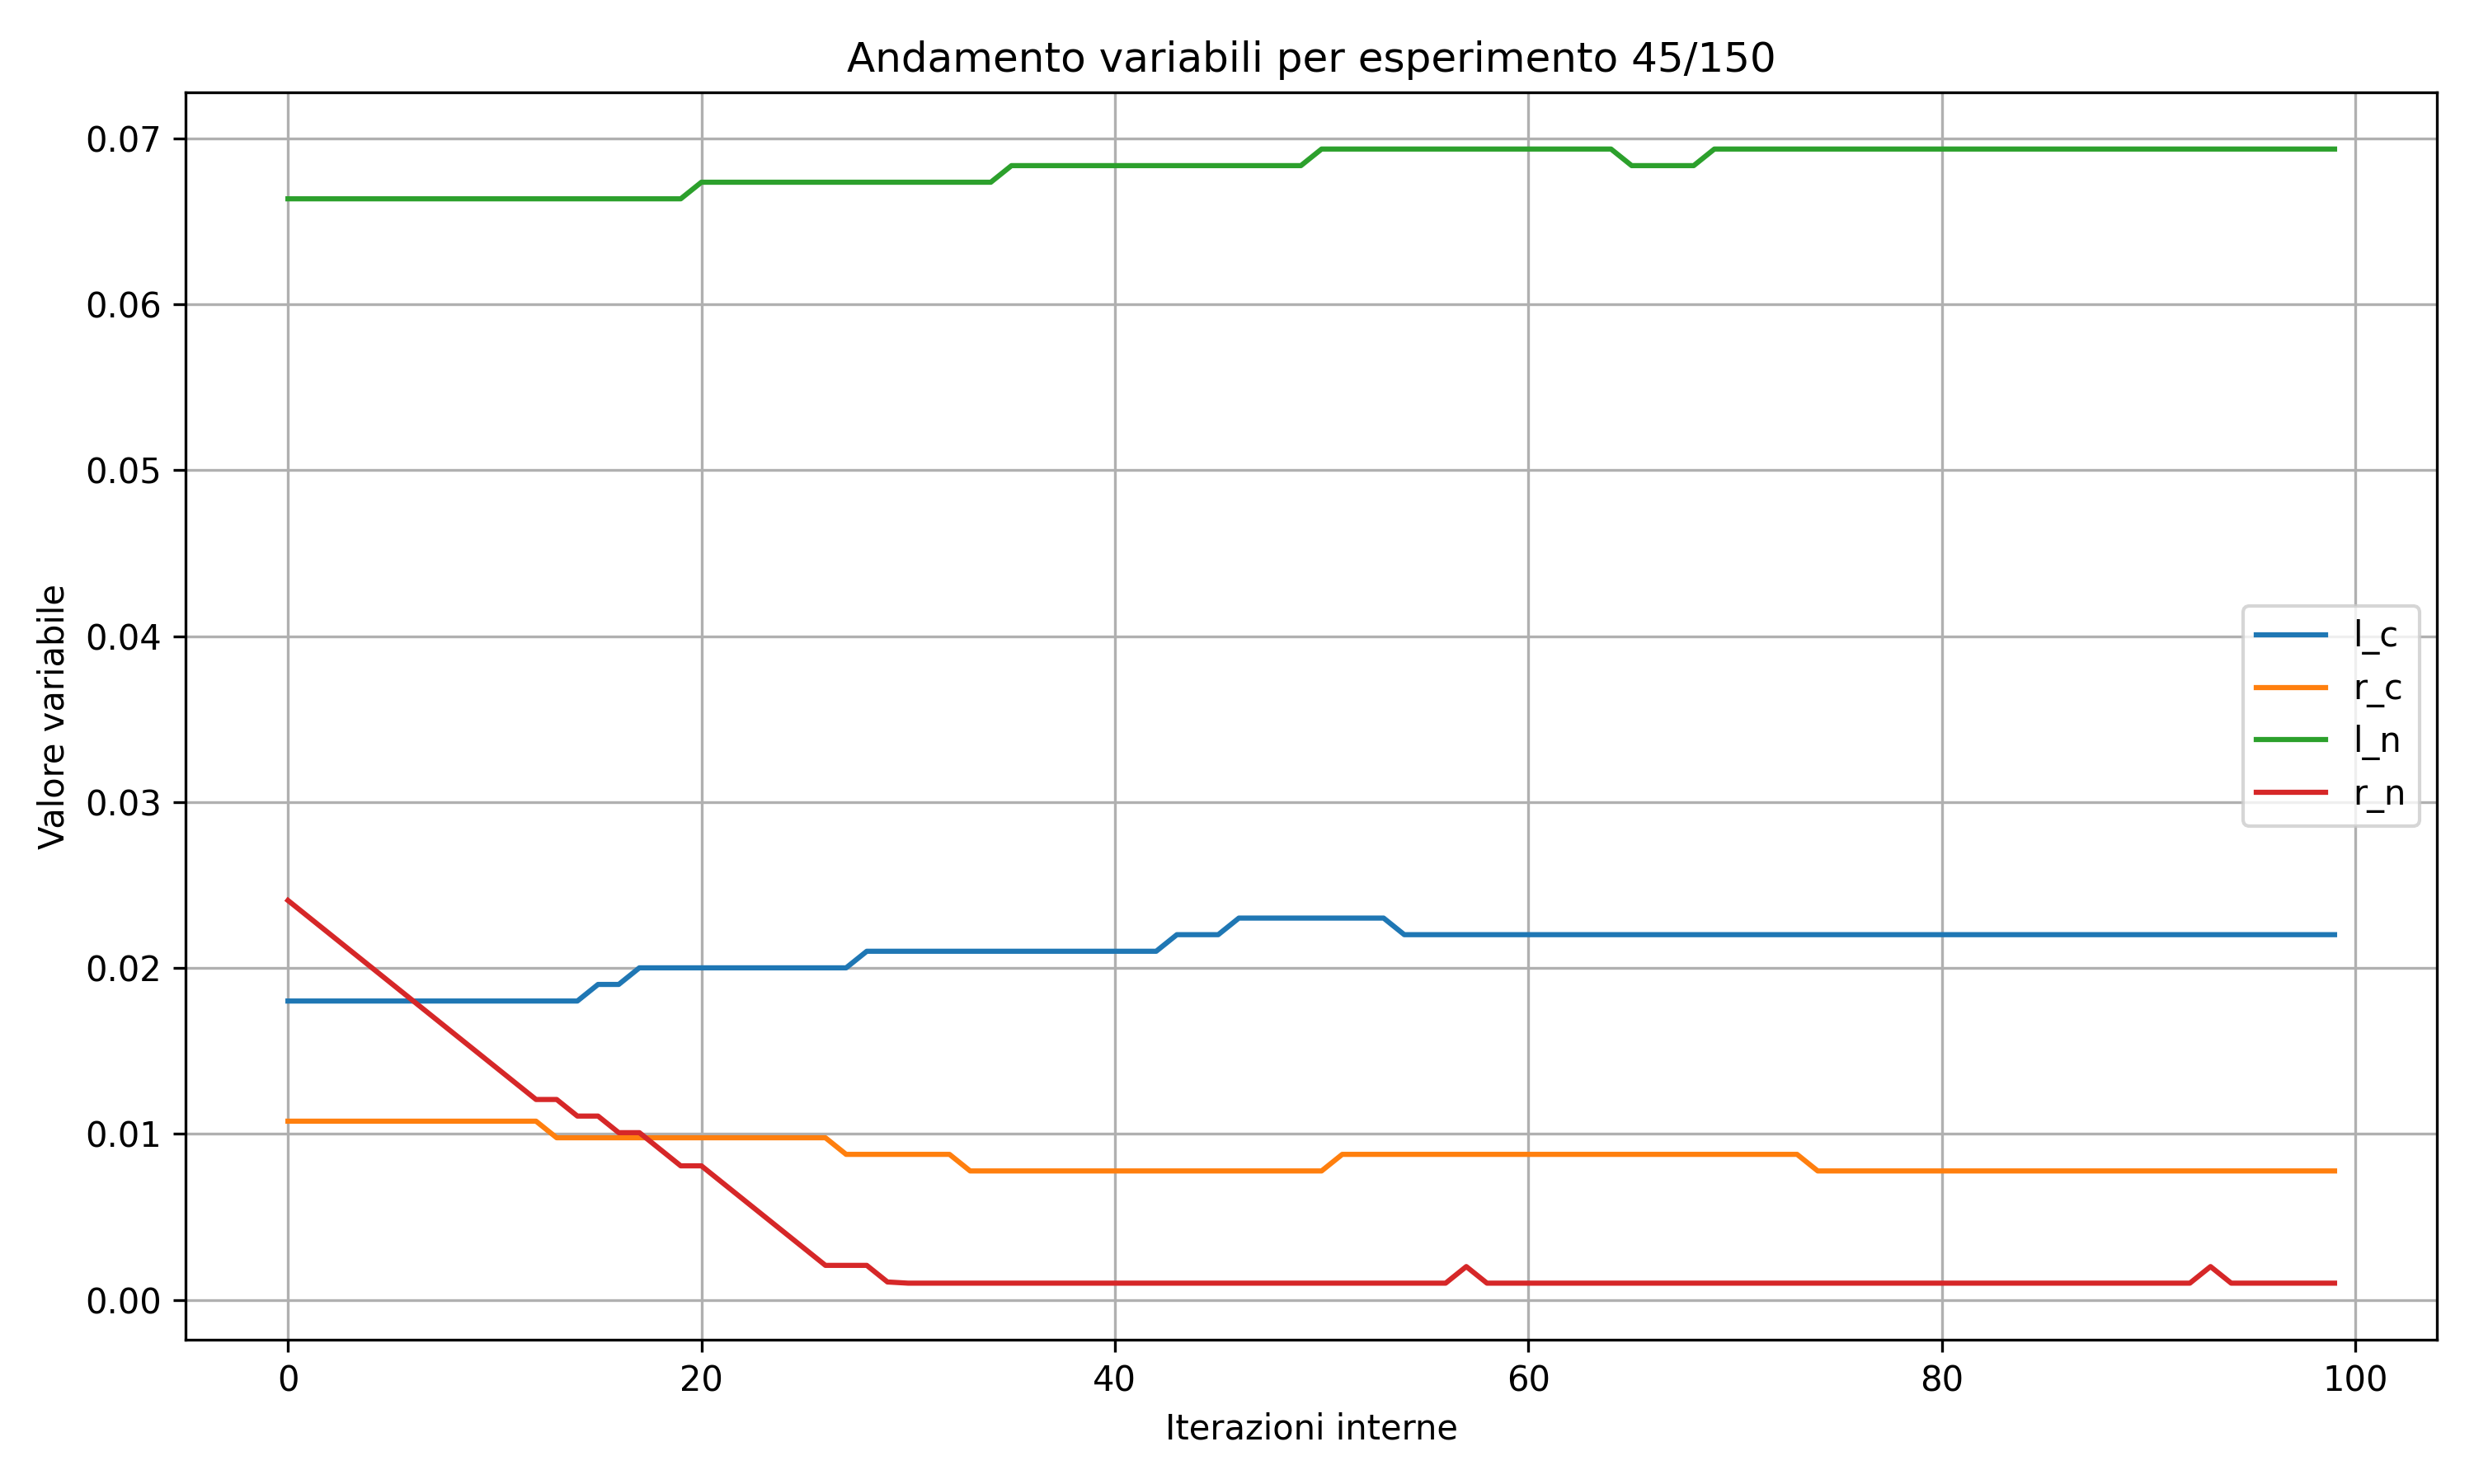 Andamento variabili per esperimento 45/150
Valore variabile
0.07
0.06
0.05
0.04
0.03
0.02
0.01
0.00
l_c
r_c
l_n
r_n
0 20 40 60 80 100
Iterazioni interne